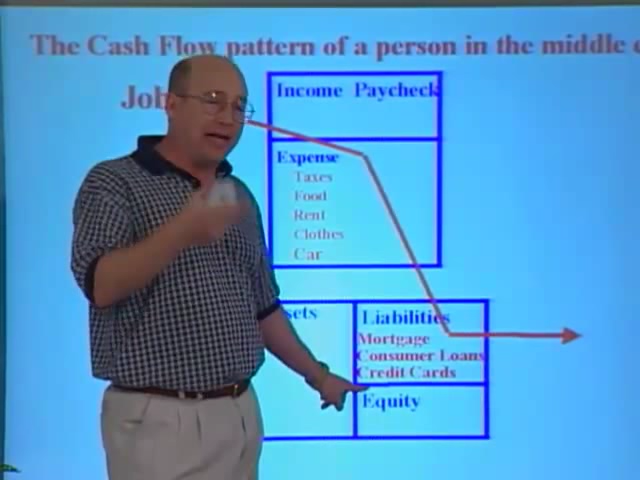 The Cash Flow pattern of a person in the middle
Job
Income Paycheck
Expense
Taxes
Food
Rent
Clothes
Car
sets
Liabilities
Mortgage
Consumer Loans
Credit Cards
Equity